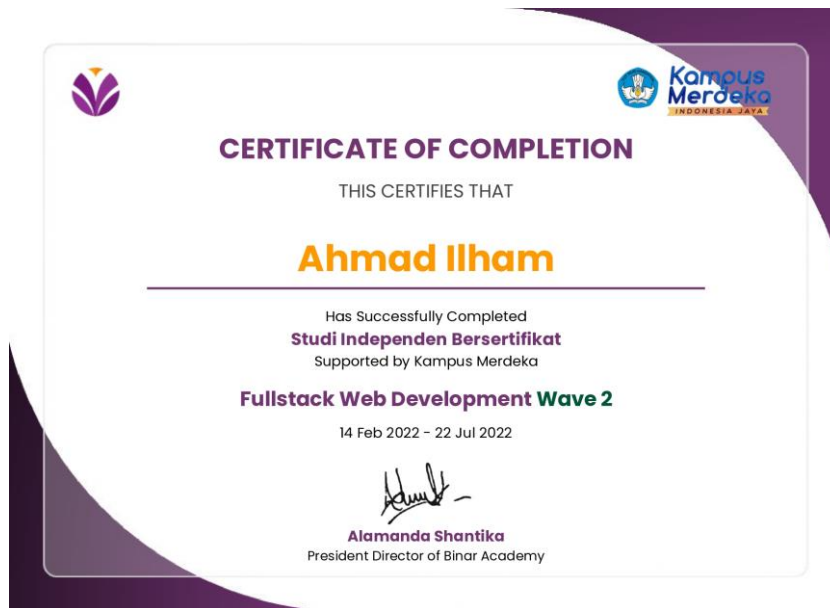 Kampus
Merdeka
INDONESIA JAYA
CERTIFICATE OF COMPLETION
THIS CERTIFIES THAT
Ahmad Ilham
Has Successfully Completed
Studi Independen Bersertifikat
Supported by Kampus Merdeka
Fullstack Web Development Wave 2
14 Feb 2022 - 22 Jul 2022
Alamanda Shantika
President Director of Binar Academy